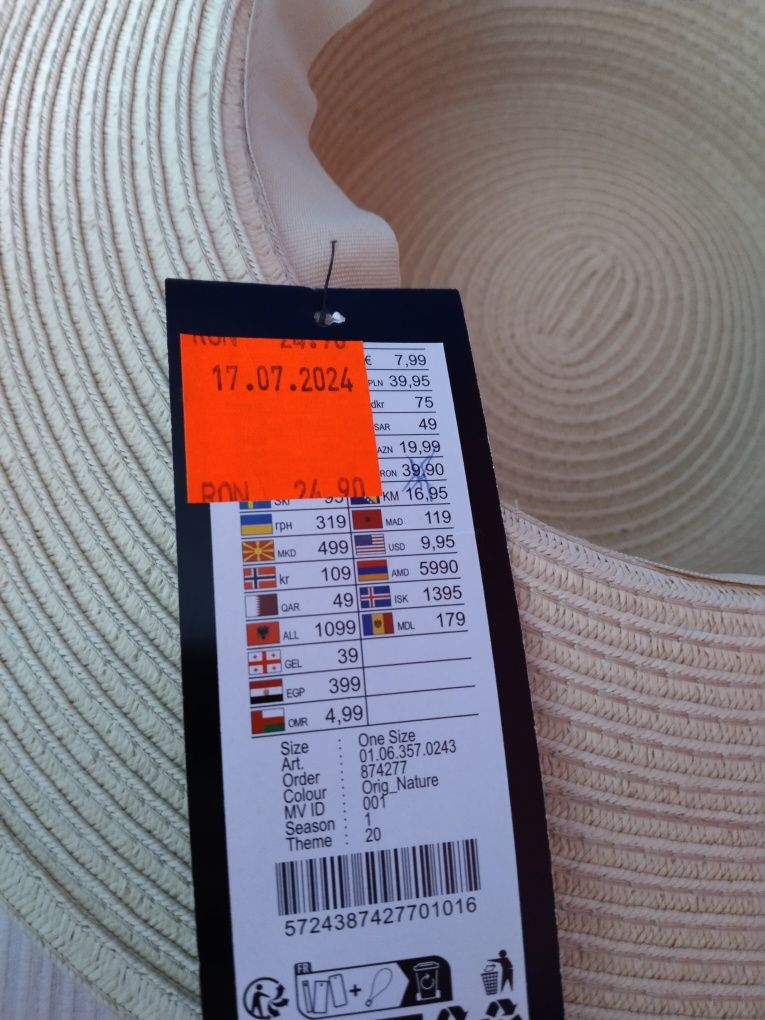 € 7,99
17.07.2024
PLN 39,95
dkr 75
SAR 49
AZN 19,99
RON 39,90
RON 24.90
KM 16,95
грн 319 MAD 119
MKD 499 USD 9,95
kr 109 AMD 5990
QAR 49 ISK 1395
ALL 1099 MDL 179
GEL 39
EGP 399
OMR 4,99
Size : One Size
Art. : 01.06.357.0243
Order : 874277
Colour : Orig_Nature
MV ID : 001
Season : 1
Theme : 20
5724387427701016
FR
+